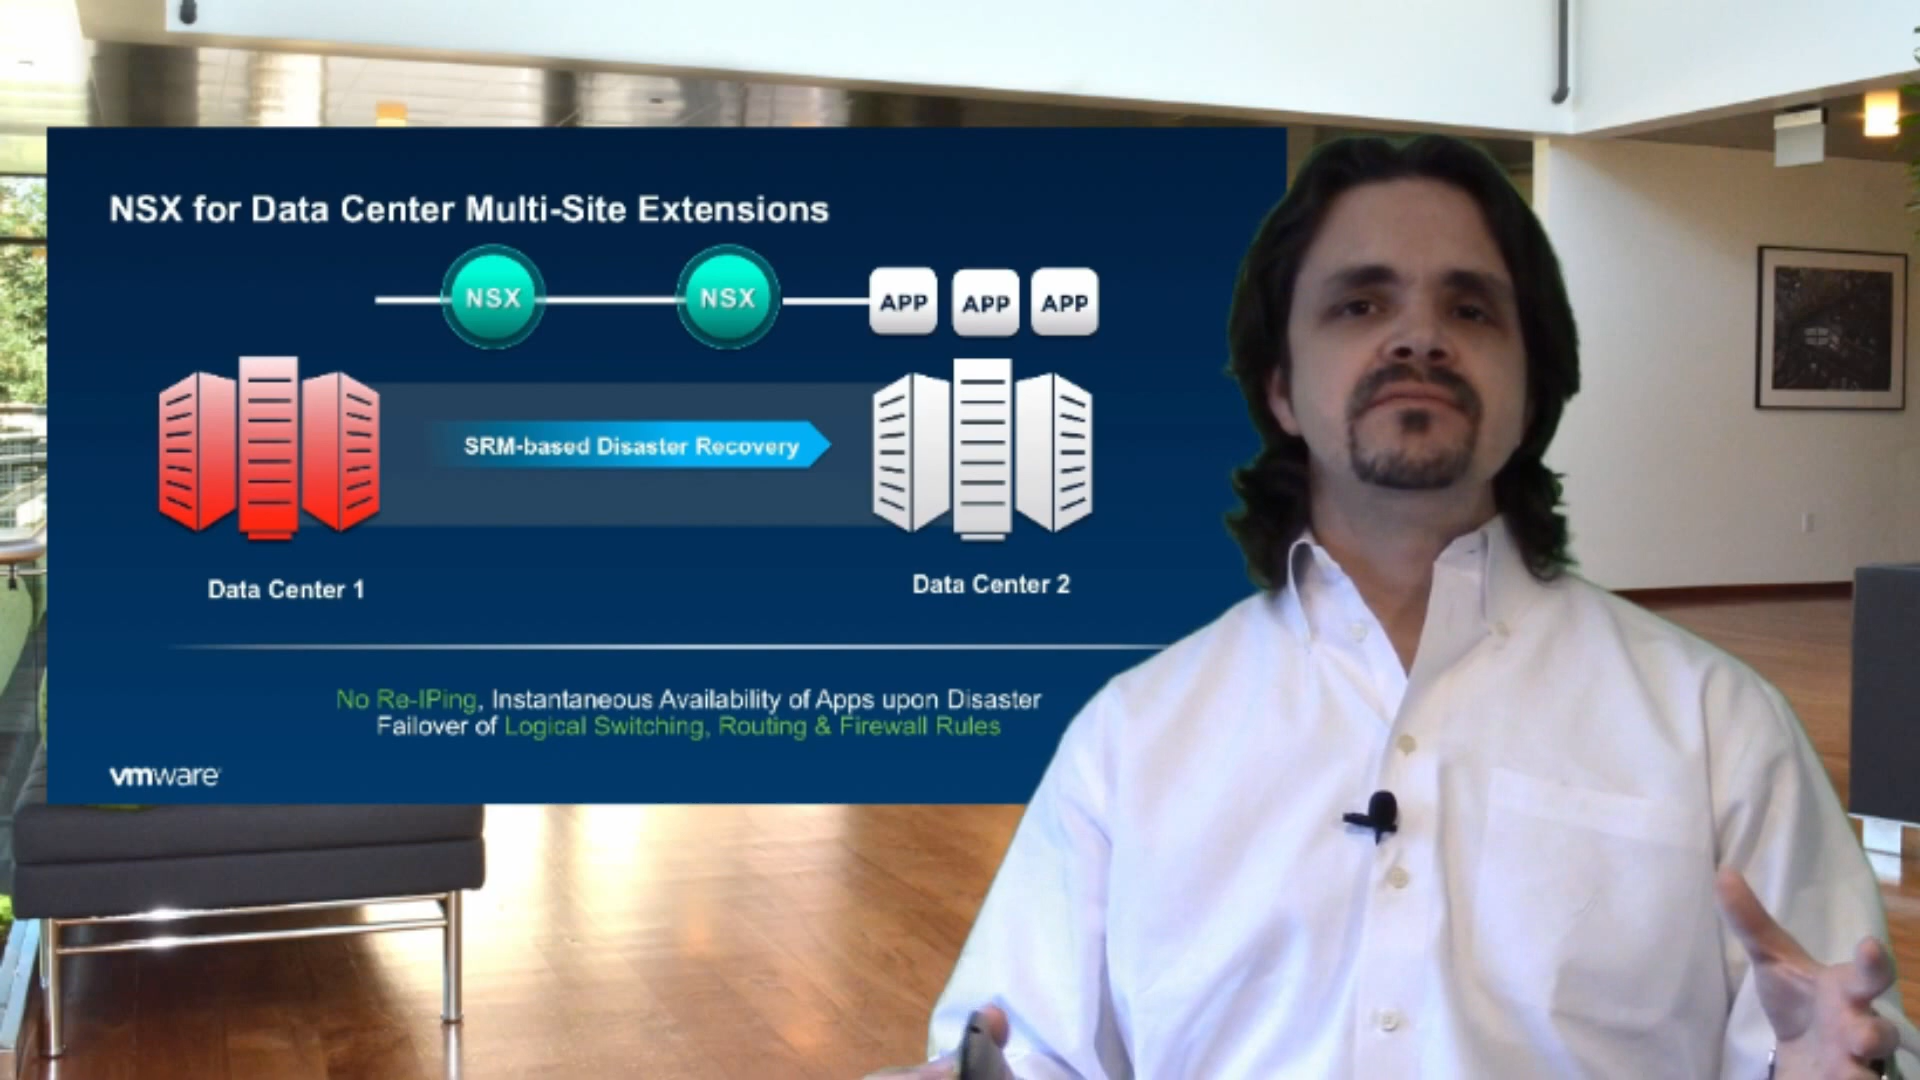 NSX for Data Center Multi-Site Extensions
NSX NSX APP APP APP
SRM-based Disaster Recovery
Data Center 1 Data Center 2
No Re-IPing, Instantaneous Availability of Apps upon Disaster
Failover of Logical Switching, Routing & Firewall Rules
vmware